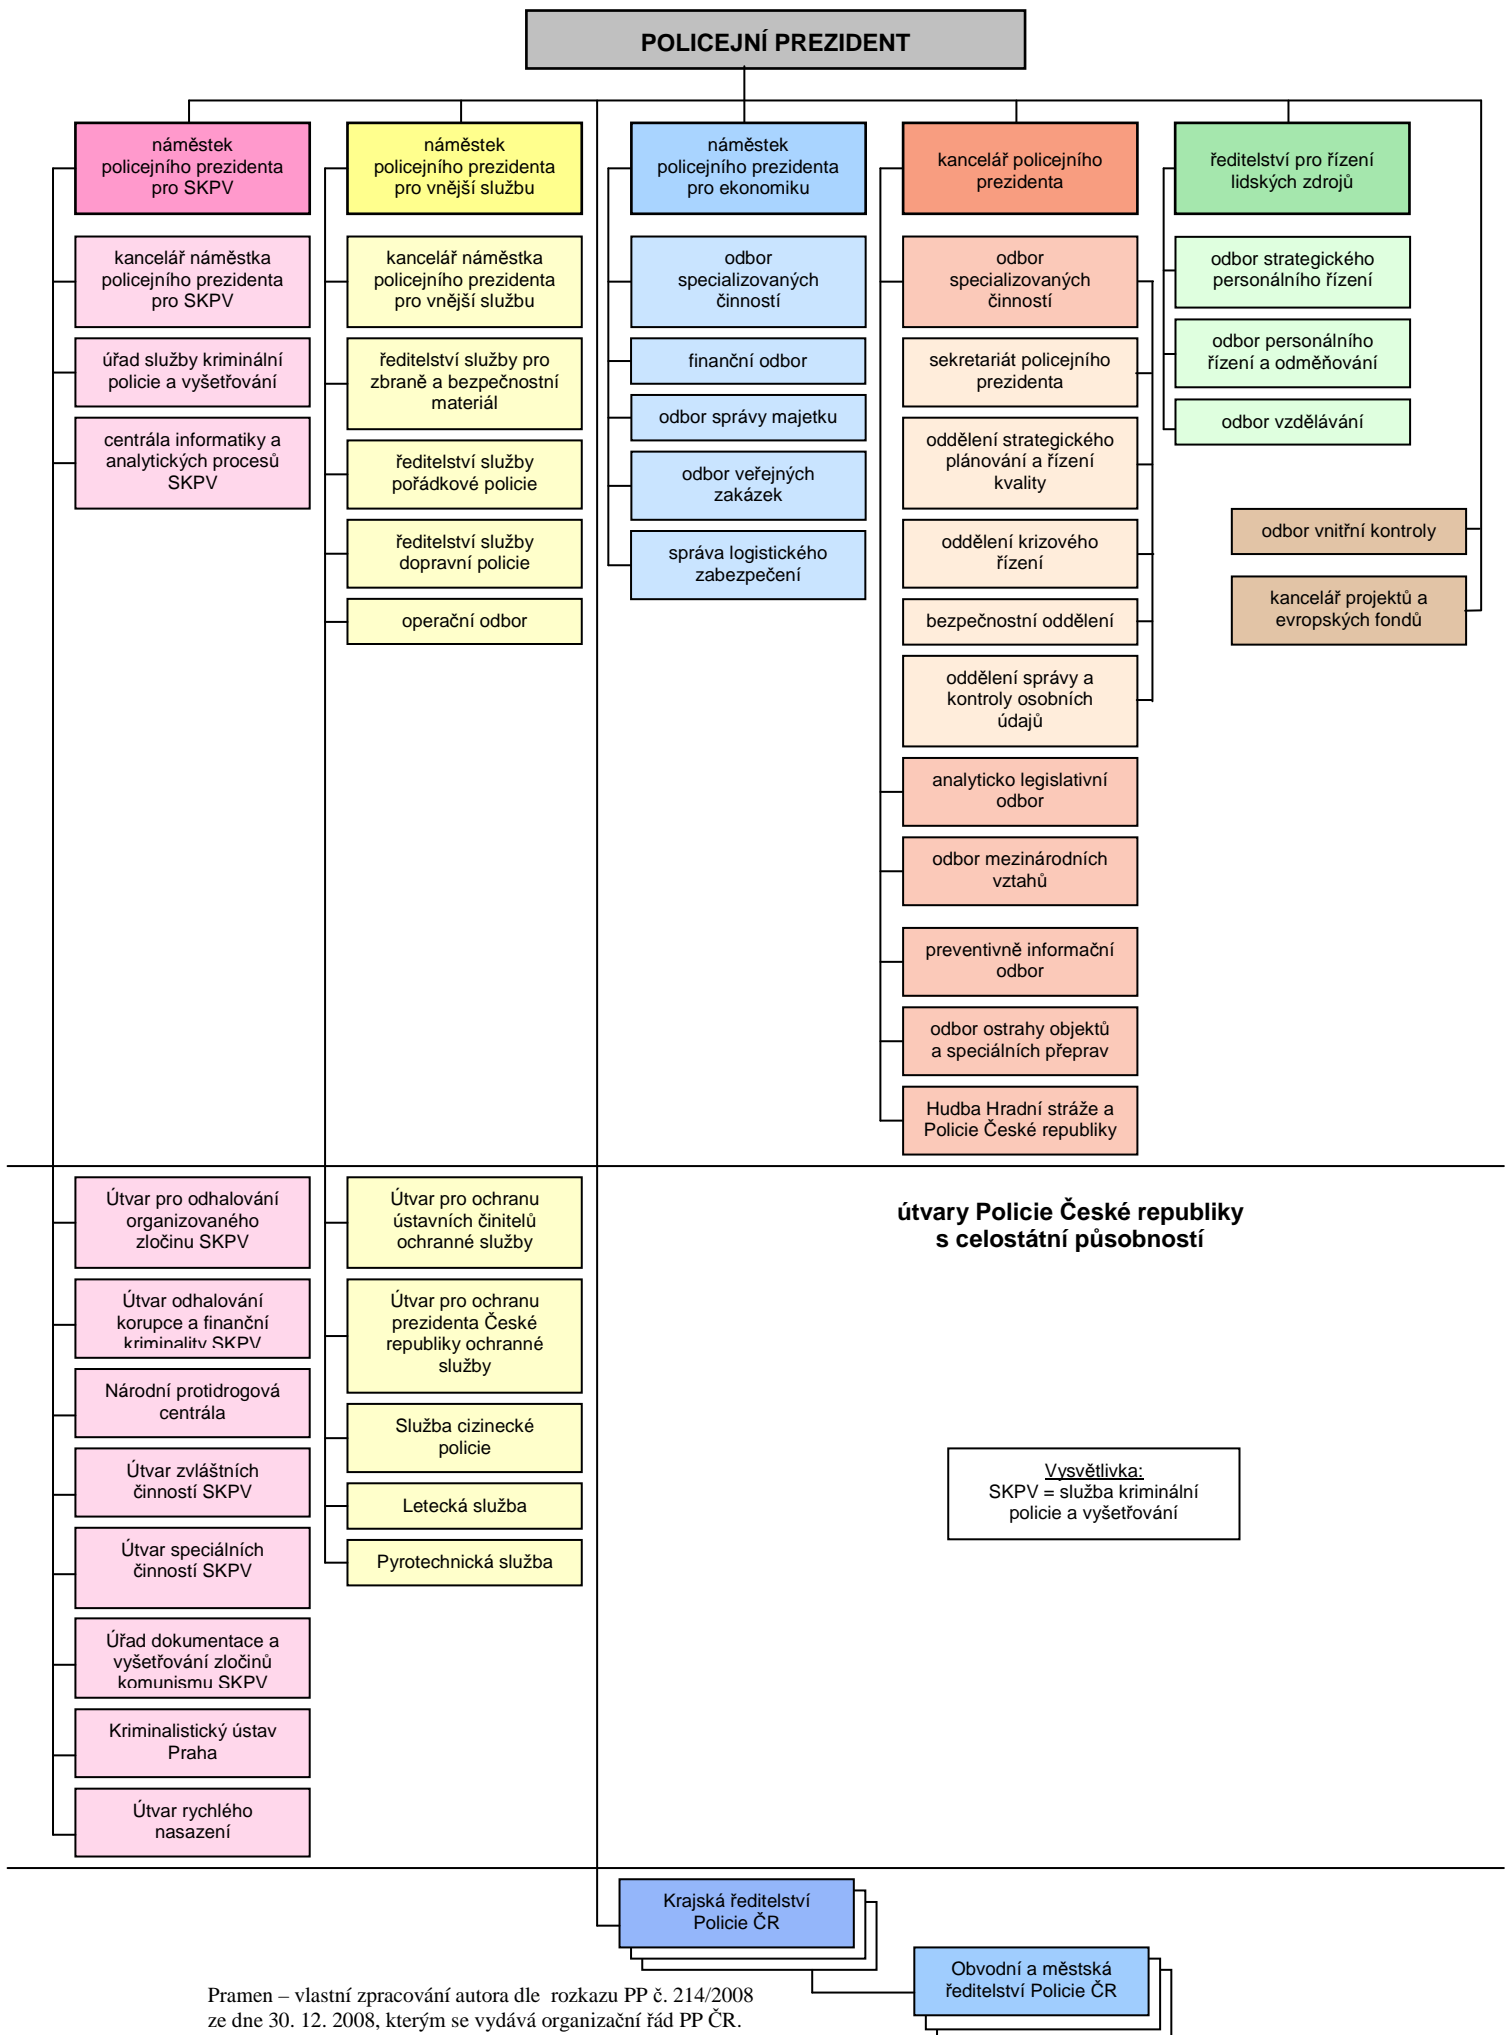 POLICEJNÍ PREZIDENT
náměstek
policejního prezidenta
pro SKPV
náměstek
policejního prezidenta
pro vnější službu
náměstek
policejního prezidenta
pro ekonomiku
kancelář policejního
prezidenta
ředitelství pro řízení
lidských zdrojů
kancelář náměstka
policejního prezidenta
pro SKPV
úřad služby kriminální
policie a vyšetřování
centrála informatiky a
analytických procesů
SKPV
kancelář náměstka
policejního prezidenta
pro vnější službu
ředitelství služby pro
zbraně a bezpečnostní
materiál
ředitelství služby
pořádkové policie
ředitelství služby
dopravní policie
operační odbor
odbor
specializovaných
činností
finanční odbor
odbor správy majetku
odbor veřejných
zakázek
správa logistického
zabezpečení
odbor
specializovaných
činností
sekretariát policejního
prezidenta
oddělení strategického
plánování a řízení
kvality
oddělení krizového
řízení
bezpečnostní oddělení
oddělení správy a
kontroly osobních
údajů
analyticko legislativní
odbor
odbor mezinárodních
vztahů
preventivně informační
odbor
odbor ostrahy objektů
a speciálních přeprav
Hudba Hradní stráže a
Policie České republiky
odbor strategického
personálního řízení
odbor personálního
řízení a odměňování
odbor vzdělávání
odbor vnitřní kontroly
kancelář projektů a
evropských fondů
Útvar pro odhalování
organizovaného
zločinu SKPV
Útvar odhalování
korupce a finanční
kriminality SKPV
Národní protidrogová
centrála
Útvar zvláštních
činností SKPV
Útvar speciálních
činností SKPV
Úřad dokumentace a
vyšetřování zločinů
komunismu SKPV
Kriminalistický ústav
Praha
Útvar rychlého
nasazení
Útvar pro ochranu
ústavních činitelů
ochranné služby
Útvar pro ochranu
prezidenta České
republiky ochranné
služby
Služba cizinecké
policie
Letecká služba
Pyrotechnická služba
útvary Policie České republiky
s celostátní působností
Vysvětlivka:
SKPV = služba kriminální
policie a vyšetřování
Krajská ředitelství
Policie ČR
Obvodní a městská
ředitelství Policie ČR
Pramen – vlastní zpracování autora dle rozkazu PP č. 214/2008
ze dne 30. 12. 2008, kterým se vydává organizační řád PP ČR.